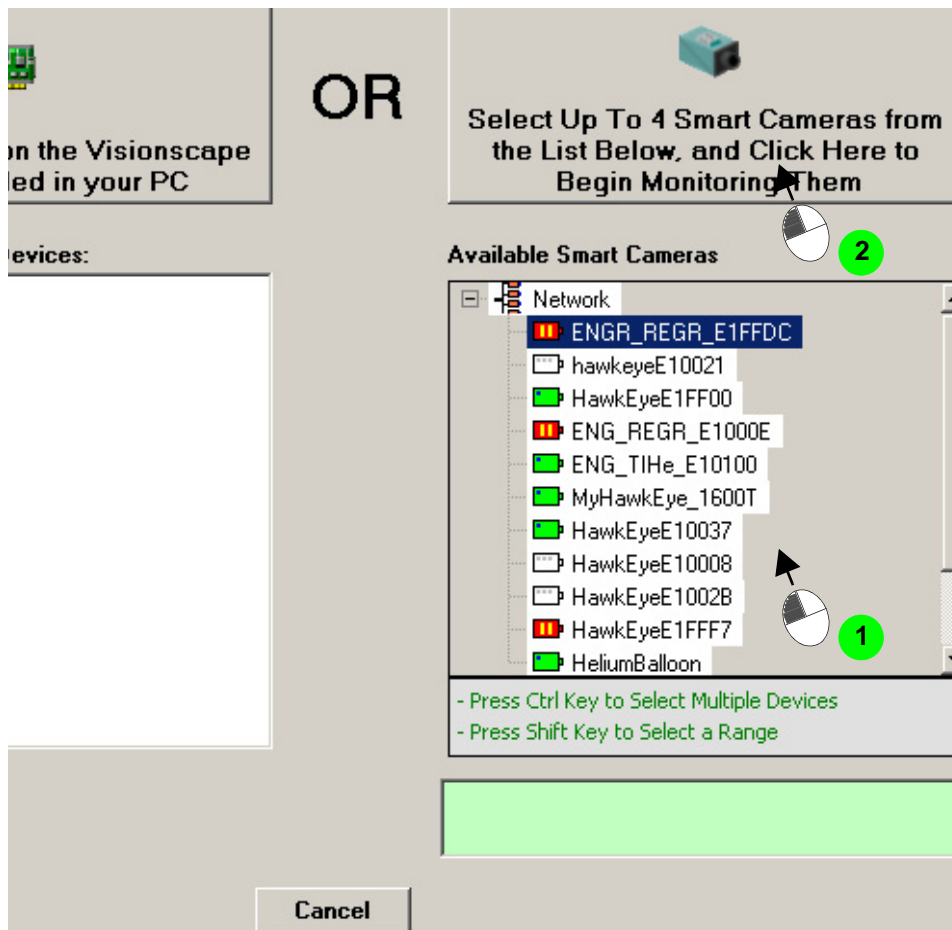 on the Visionscape
led in your PC
OR
Select Up To 4 Smart Cameras from
the List Below, and Click Here to
Begin Monitoring Them
2
evices:
Available Smart Cameras
Network
ENGR_REGR_E1FFDC
hawkeyeE10021
HawkEyeE1FF00
ENG_REGR_E1000E
ENG_TIHe_E10100
MyHawkEye_1600T
HawkEyeE10037
HawkEyeE10008
HawkEyeE1002B
HawkEyeE1FFF7
HeliumBalloon
1
- Press Ctrl Key to Select Multiple Devices
- Press Shift Key to Select a Range
Cancel